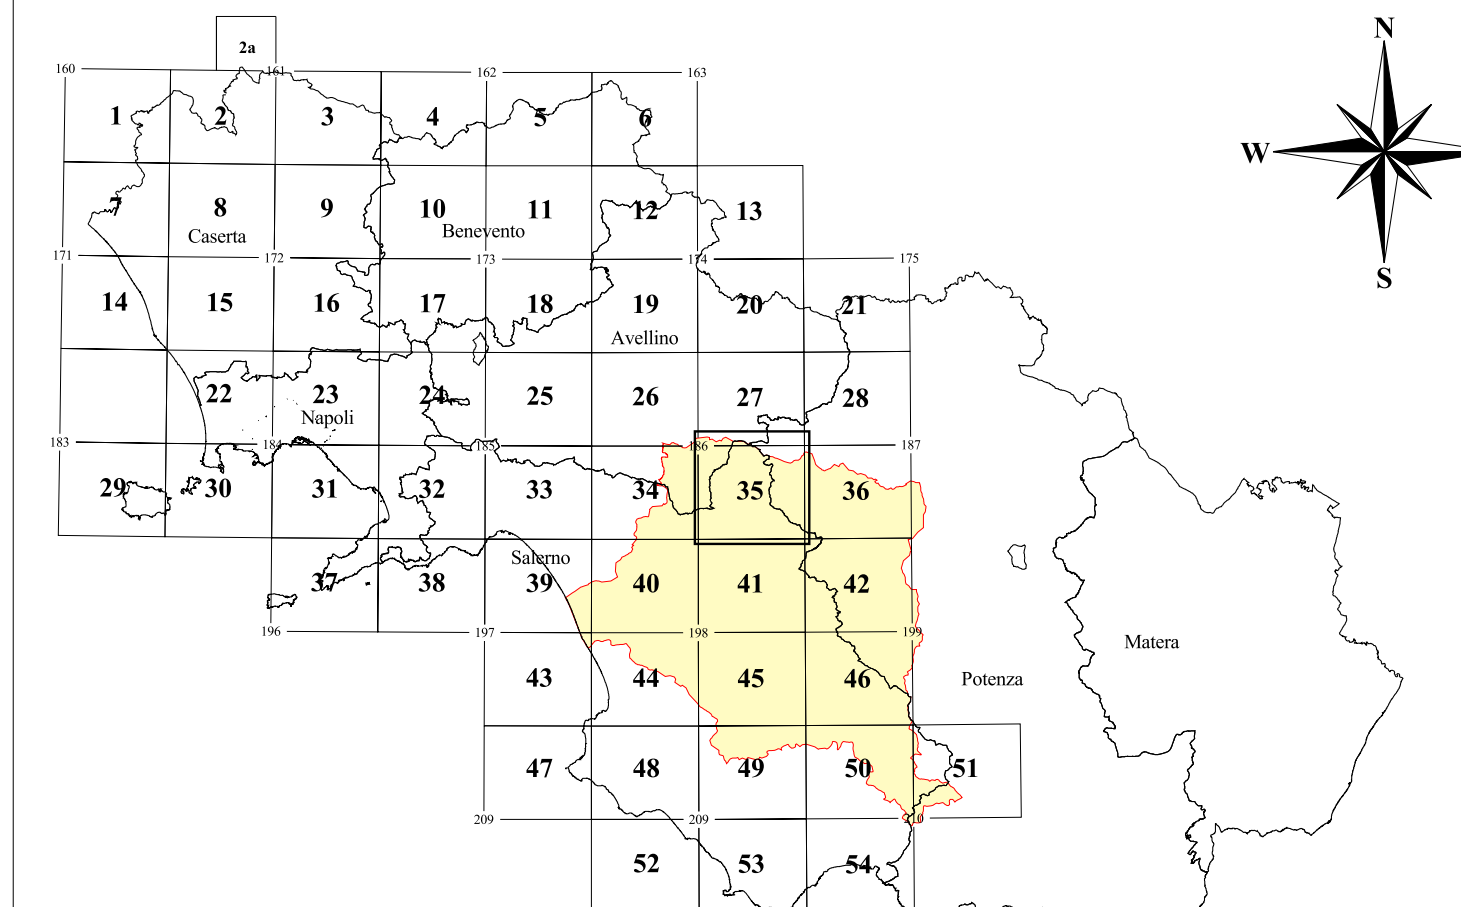 N
2a
160 161 162 163
1 2 3 4 5 6
W
7 8 9 10 11 12 13
Caserta Benevento
171 172 173 174 175
S
14 15 16 17 18 19 20 21
Avellino
22 23 24 25 26 27 28
Napoli
183 184 185 186 187
29 30 31 32 33 34 35 36
Salerno
37 38 39 40 41 42
196 197 198 199
Matera
43 44 45 46 Potenza
47 48 49 50 51
209 209 210
52 53 54